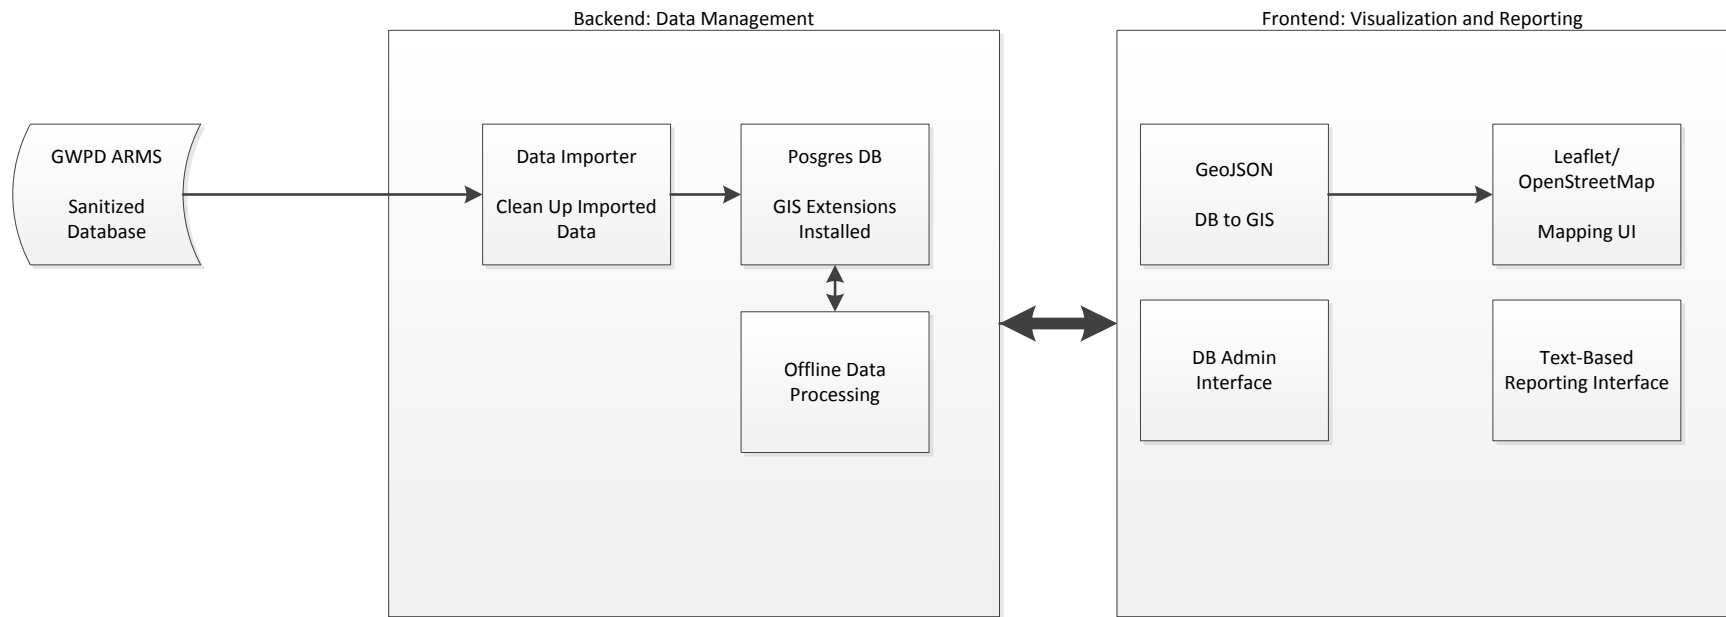 Backend: Data Management
Frontend: Visualization and Reporting
GWPD ARMS
Sanitized
Database
Data Importer
Clean Up Imported
Data
Posgres DB
GIS Extensions
Installed
Offline Data
Processing
GeoJSON
DB to GIS
Leaflet/
OpenStreetMap
Mapping UI
DB Admin
Interface
Text-Based
Reporting Interface